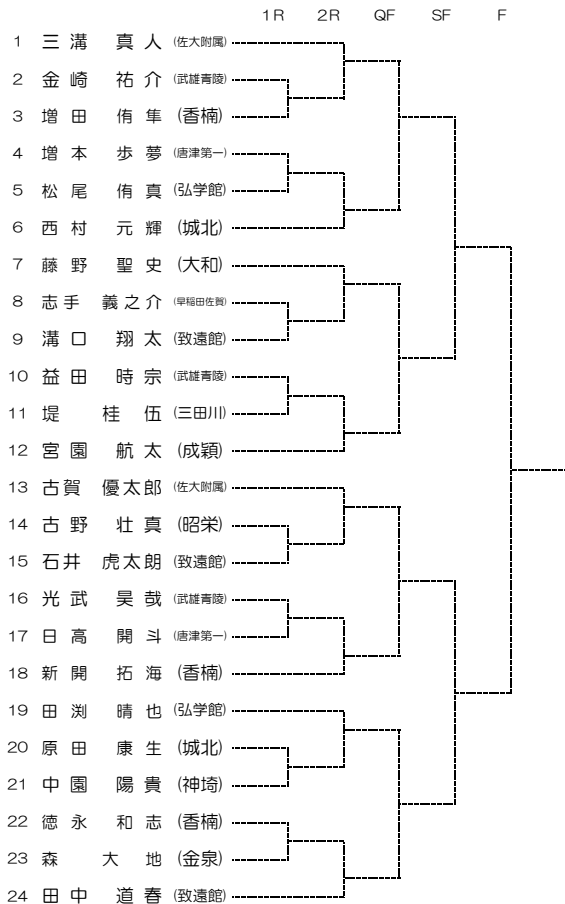 1R 2R QF SF F
1 三溝 真人 (佐大附属)
2 金崎 祐介 (武雄青陵)
3 増田 侑隼 (香楠)
4 増本 歩夢 (唐津第一)
5 松尾 侑真 (弘学館)
6 西村 元輝 (城北)
7 藤野 聖史 (大和)
8 志手 義之介 (早稲田佐賀)
9 溝口 翔太 (致遠館)
10 益田 時宗 (武雄青陵)
11 堤 桂伍 (三田川)
12 宮園 航太 (成穎)
13 古賀 優太郎 (佐大附属)
14 古野 壮真 (昭栄)
15 石井 虎太朗 (致遠館)
16 光武 昊哉 (武雄青陵)
17 日高 開斗 (唐津第一)
18 新開 拓海 (香楠)
19 田渕 晴也 (弘学館)
20 原田 康生 (城北)
21 中園 陽貴 (神埼)
22 徳永 和志 (香楠)
23 森 大地 (金泉)
24 田中 道春 (致遠館)